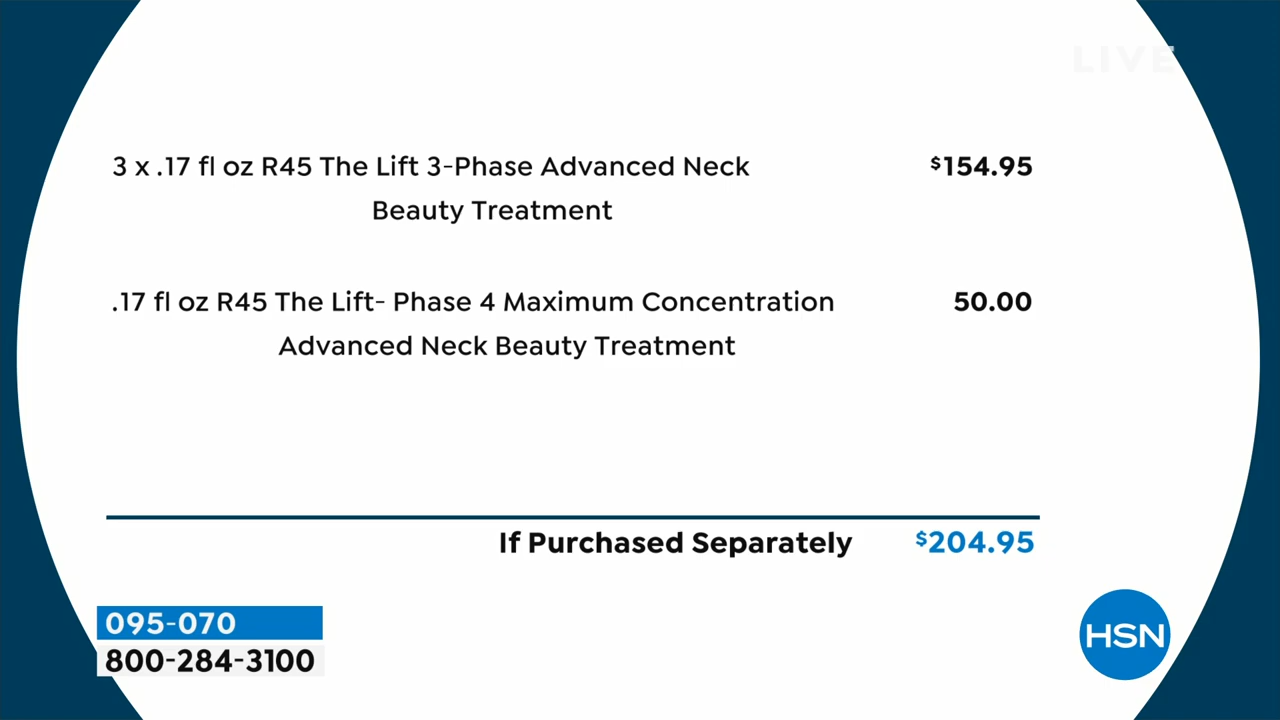 LIVE
3 x .17 fl oz R45 The Lift 3-Phase Advanced Neck $154.95
Beauty Treatment
.17 fl oz R45 The Lift- Phase 4 Maximum Concentration 50.00
Advanced Neck Beauty Treatment
If Purchased Separately $204.95
095-070
800-284-3100
HSN